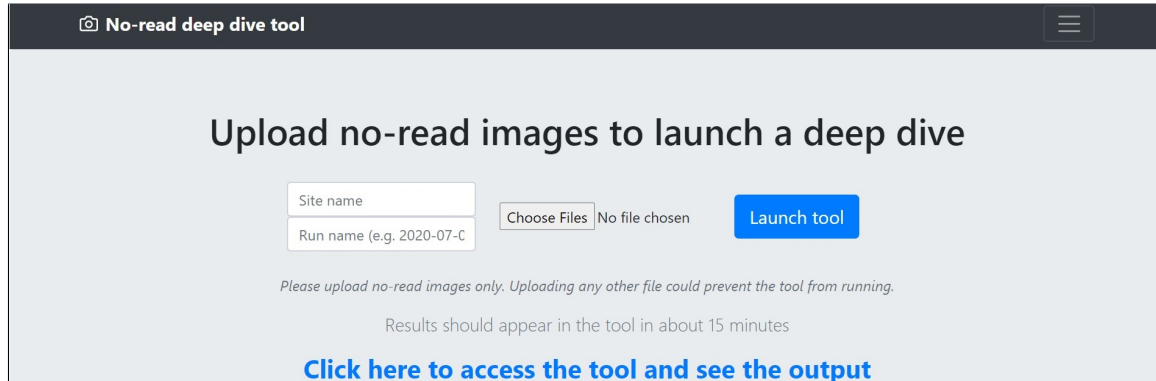 No-read deep dive tool
Upload no-read images to launch a deep dive
Site name
Run name (e.g. 2020-07-0
Choose Files No file chosen
Launch tool
Please upload no-read images only. Uploading any other file could prevent the tool from running.
Results should appear in the tool in about 15 minutes
Click here to access the tool and see the output